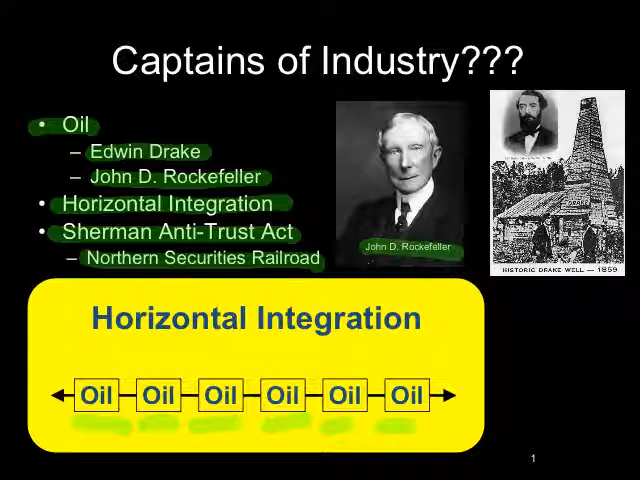 Captains of Industry???
• Oil
– Edwin Drake
– John D. Rockefeller
• Horizontal Integration
• Sherman Anti-Trust Act
– Northern Securities Railroad
John D. Rockefeller
HISTORIC DRAKE WELL — 1859
Horizontal Integration
Oil Oil Oil Oil Oil Oil
1